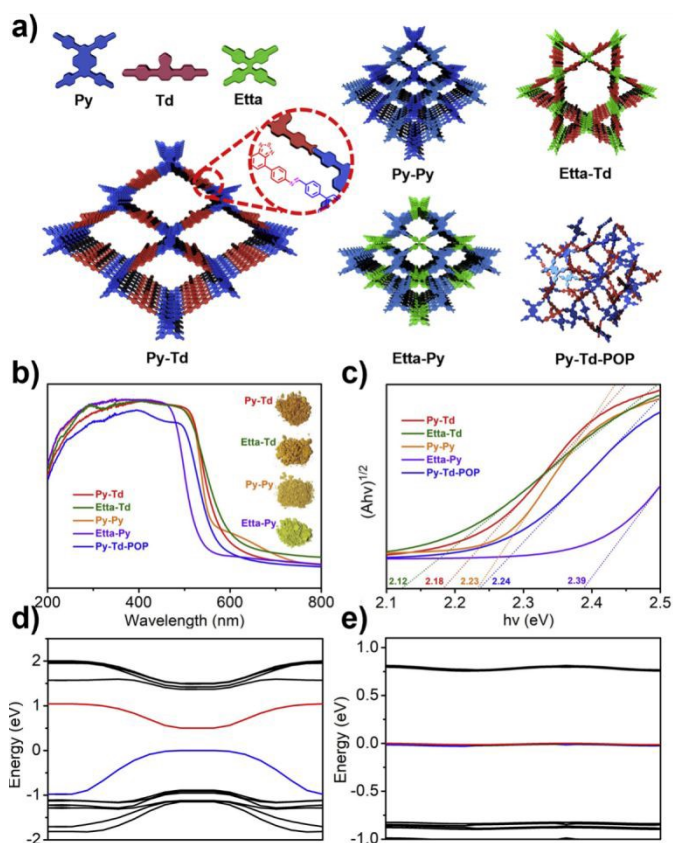 a)
Py
Td
Etta
Py-Py
Etta-Td
Py-Td
Etta-Py
Py-Td-POP
b)
Py-Td
Etta-Td
Py-Py
Etta-Py
Py-Td
Etta-Td
Py-Py
Etta-Py
Py-Td-POP
200 400 600 800
Wavelength (nm)
c)
(Ahv)1/2
Py-Td
Etta-Td
Py-Py
Etta-Py
Py-Td-POP
2.12 2.18 2.23 2.24 2.39
2.1 2.2 2.3 2.4 2.5
hv (eV)
d)
Energy (eV)
2
1
0
-1
-2
e)
Energy (eV)
1.0
0.5
0.0
-0.5
-1.0